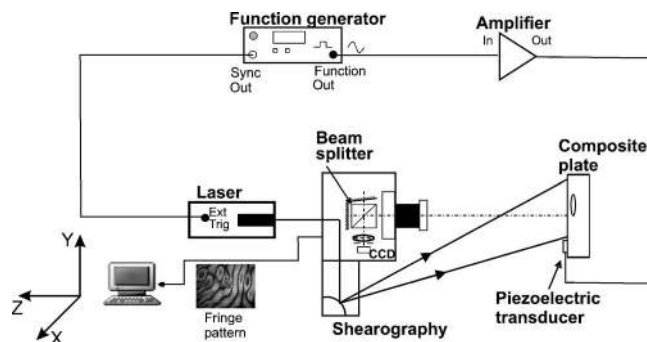 Function generator
Amplifier
In
Out
Sync
Out
Function
Out
Beam
splitter
Composite
plate
Laser
Ext
Trig
CCD
Y
Z
X
Fringe
pattern
Shearography
Piezoelectric
transducer